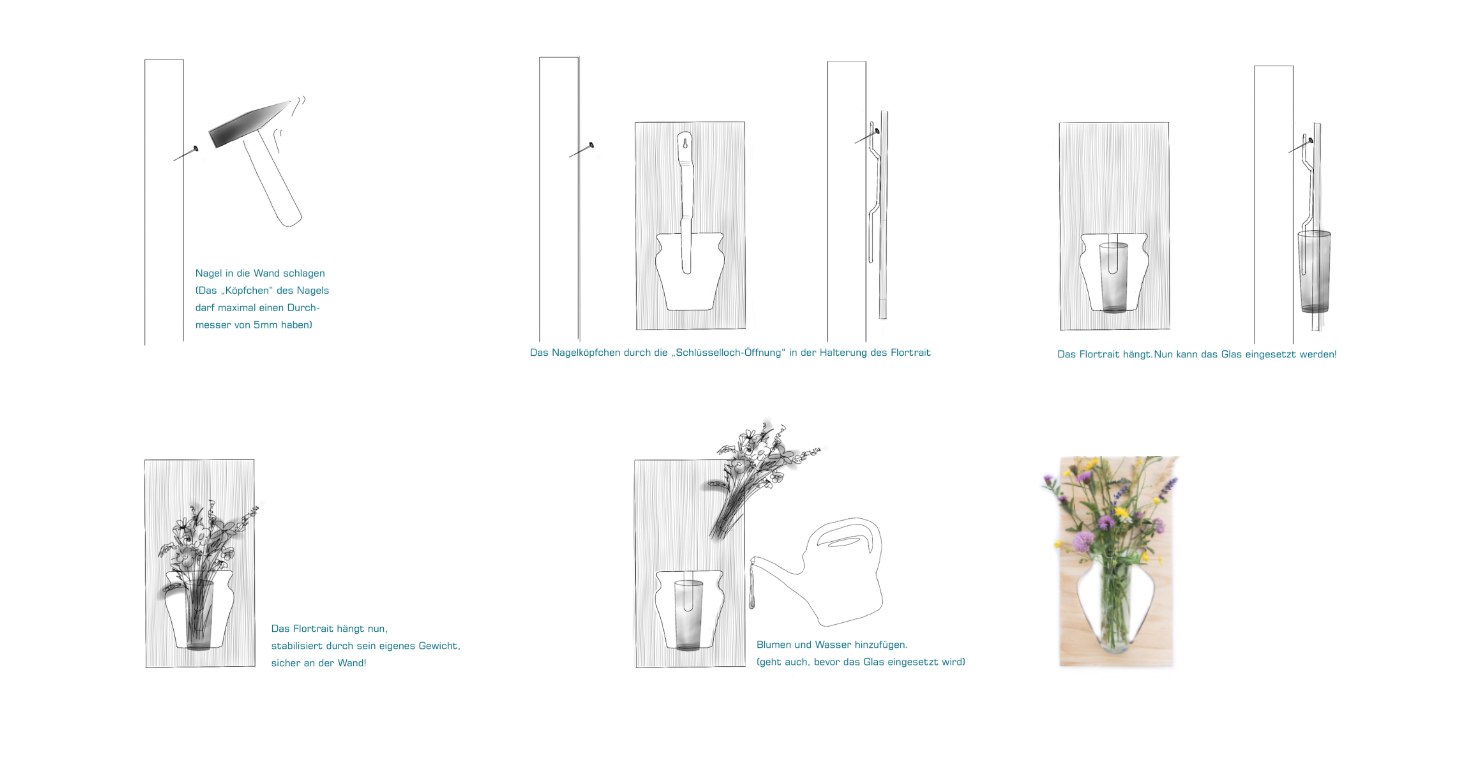 Nagel in die Wand schlagen
(Das „Köpfchen“ des Nagels
darf maximal einen Durch-
messer von 5mm haben)
Das Nagelköpfchen durch die „Schlüsselloch-Öffnung“ in der Halterung des Flortrait
Das Flortrait hängt.Nun kann das Glas eingesetzt werden!
Das Flortrait hängt nun,
stabilisiert durch sein eigenes Gewicht,
sicher an der Wand!
Blumen und Wasser hinzufügen.
(geht auch, bevor das Glas eingesetzt wird)